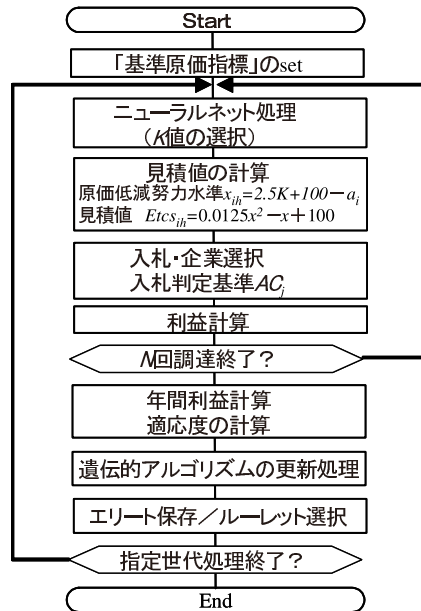 Start
「基準原価指標」のset
ニューラルネット処理
(K値の選択)
見積値の計算
原価低減努力水準x_{ih}=2.5K+100−a_i
見積値 Etcs_{ih}=0.0125x²−x+100
入札・企業選択
入札判定基準AC_j
利益計算
N回調達終了？
年間利益計算
適応度の計算
遺伝的アルゴリズムの更新処理
エリート保存／ルーレット選択
指定世代処理終了？
End